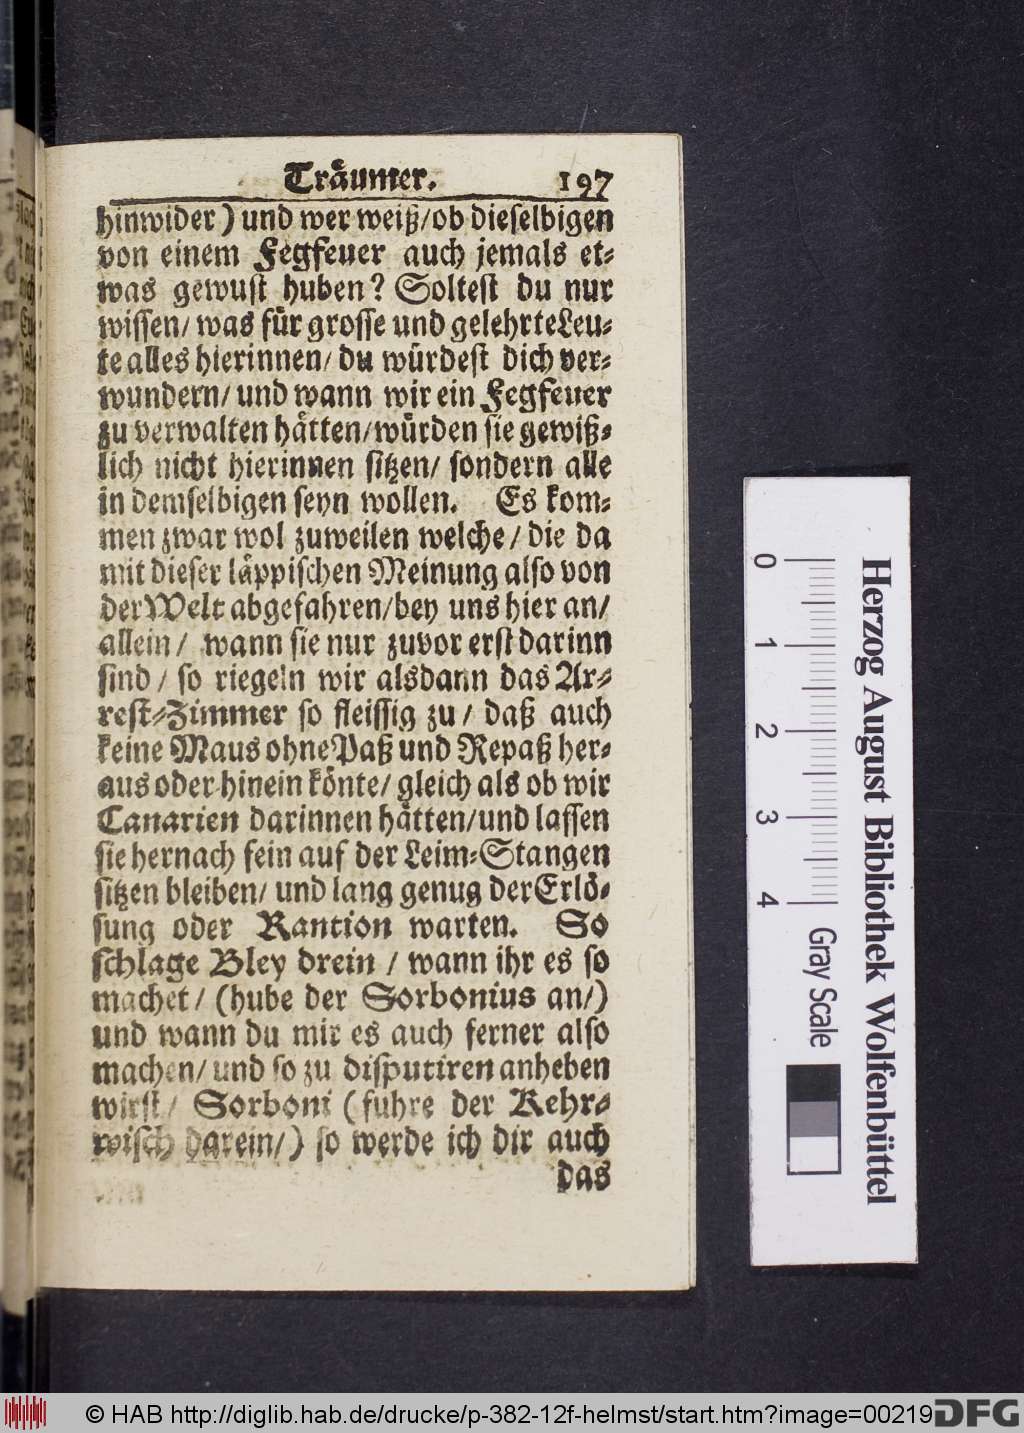 Träumer. 197
hinwider) und wer weiß/ob dieselbigen
von einem Fegfeuer auch jemals et-
was gewust huben? Soltest du nur
wissen/ was für grosse und gelehrte Leu-
te alles hierinnen/ du würdest dich ver-
wundern/ und wann wir ein Fegfeuer
zu verwalten hätten/würden sie gewiß-
lich nicht hierinnen sitzen/ sondern alle
in demselbigen seyn wollen. Es kom-
men zwar wol zuweilen welche/ die da
mit dieser läppischen Meinung also von
der Welt abgefahren/bey uns hier an/
allein/ wann sie nur zuvor erst darinn
sind/ so riegeln wir alsdann das Ar-
rest-Zimmer so fleissig zu/ daß auch
keine Maus ohne Paß und Repaß her-
aus oder hinein könte/ gleich als ob wir
Canarien darinnen hätten/und lassen
sie hernach fein auf der Leim-Stangen
sitzen bleiben/ und lang genug der Erlö-
sung oder Rantion warten. So
schlage Bley drein/ wann ihr es so
machet/ (hube der Sorbonius an/)
und wann du mir es auch ferner also
machen/ und so zu disputiren anheben
wirst/ Sorboni (fuhre der Kehr-
wisch darein/) so werde ich dir auch
das
Herzog August Bibliothek Wolfenbüttel
0 1 2 3 4 Gray Scale
© HAB http://diglib.hab.de/drucke/p-382-12f-helmst/start.htm?image=00219
DFG